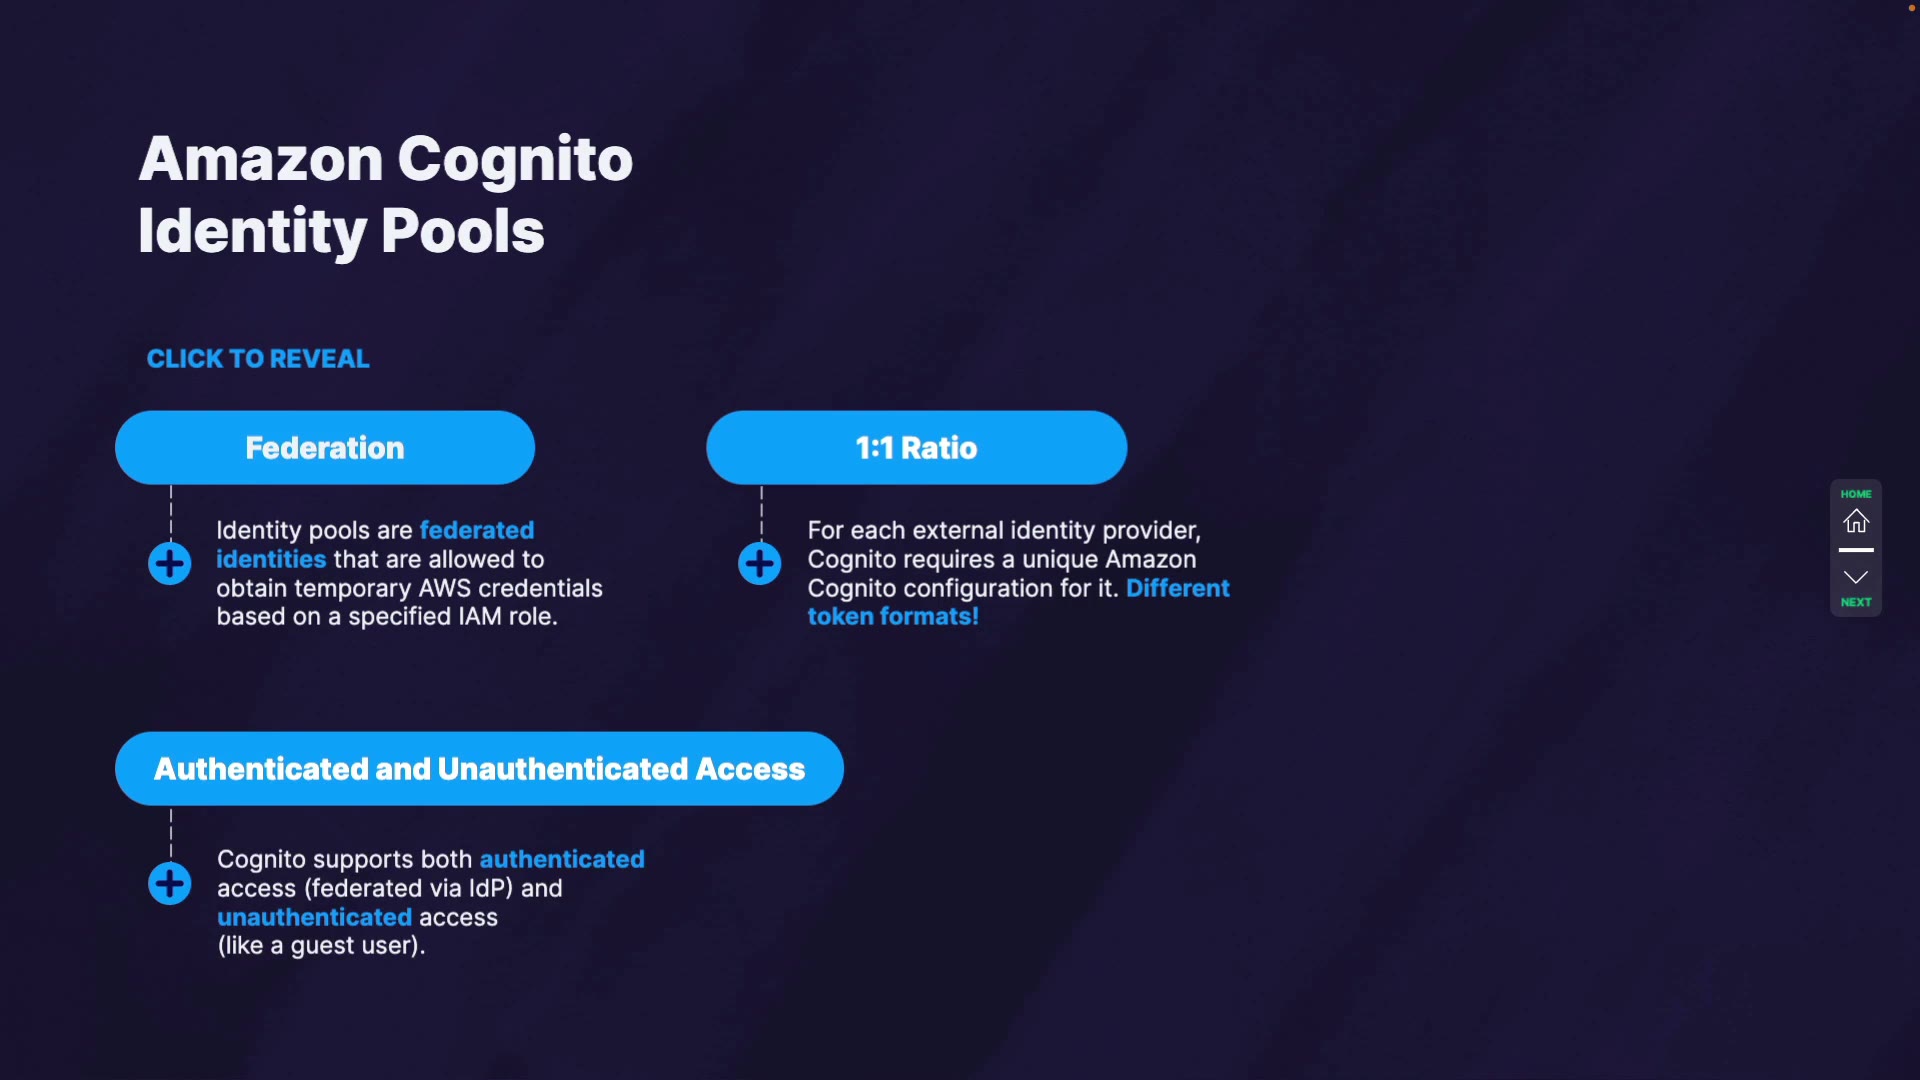 Amazon Cognito
Identity Pools
CLICK TO REVEAL
Federation
Identity pools are federated
identities that are allowed to
obtain temporary AWS credentials
based on a specified IAM role.
1:1 Ratio
For each external identity provider,
Cognito requires a unique Amazon
Cognito configuration for it. Different
token formats!
Authenticated and Unauthenticated Access
Cognito supports both authenticated
access (federated via IdP) and
unauthenticated access
(like a guest user).
HOME
NEXT